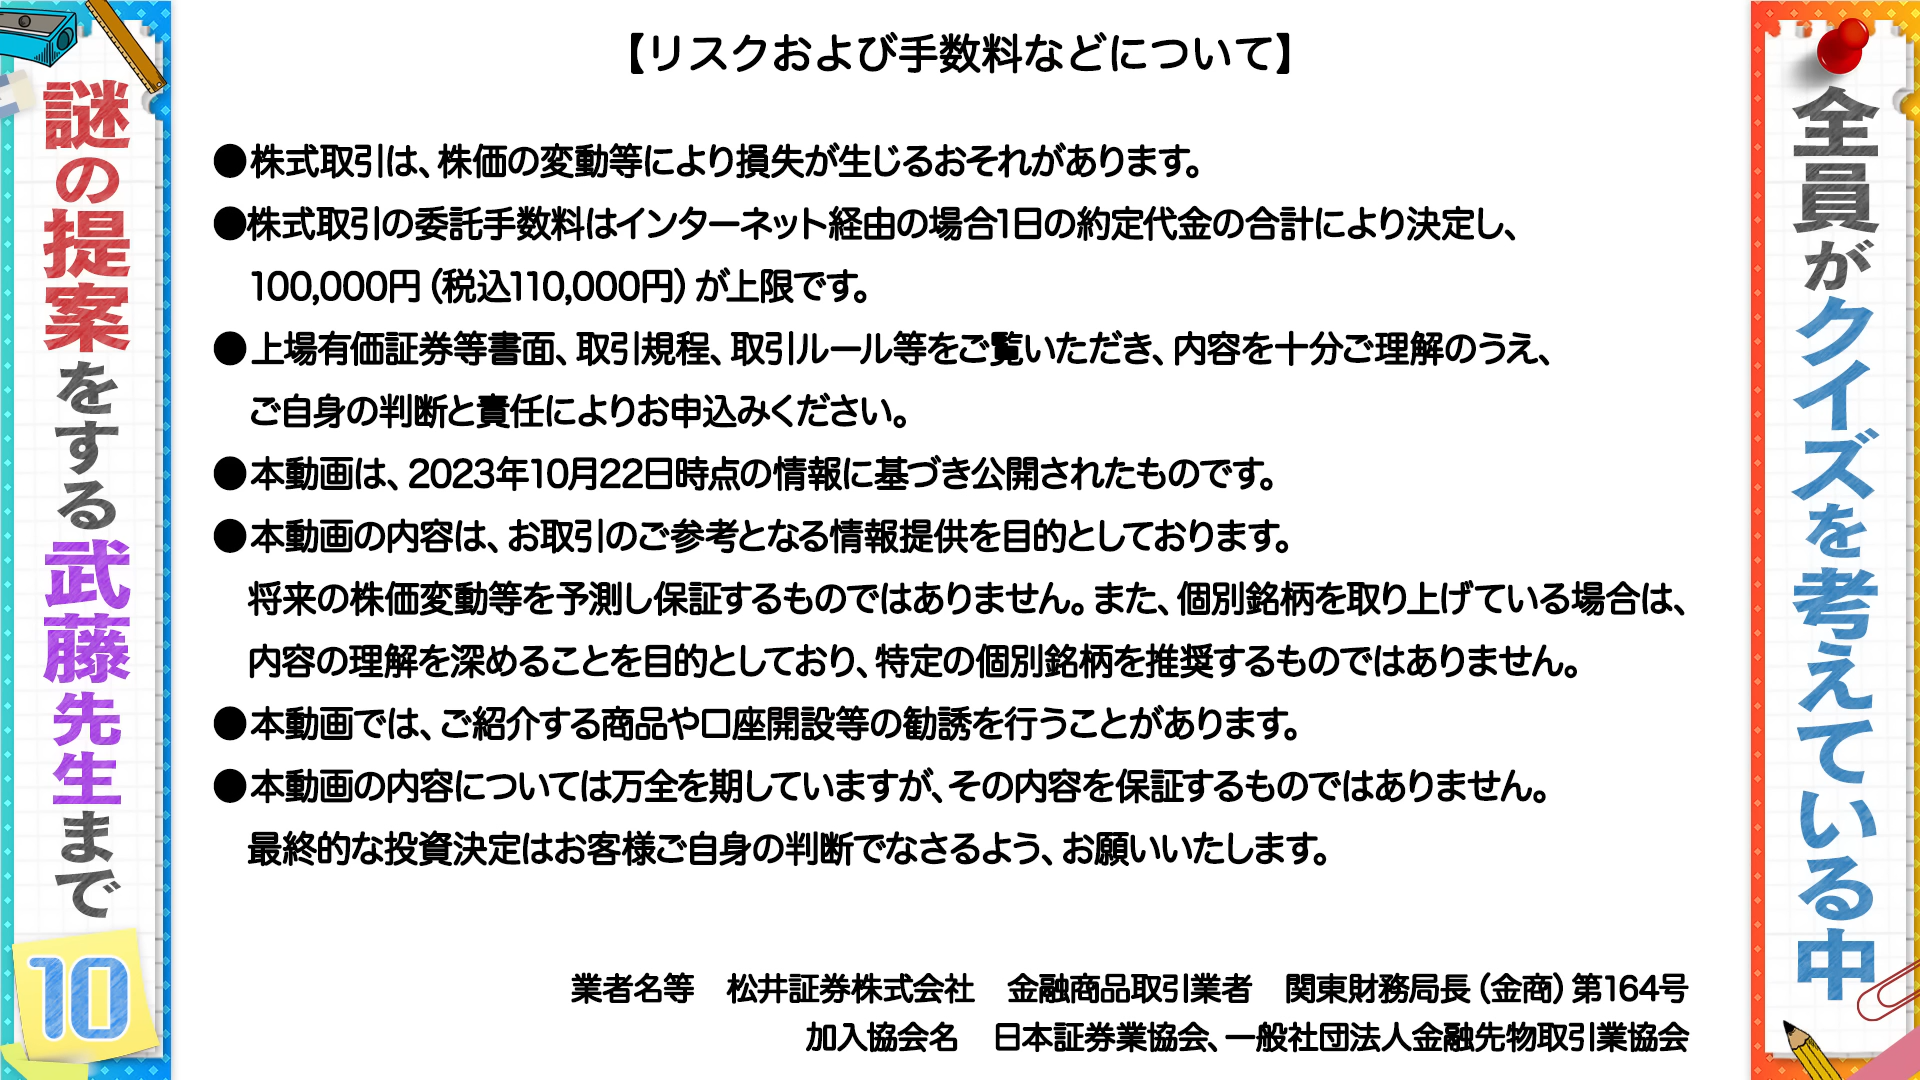 【リスクおよび手数料などについて】
●株式取引は、株価の変動等により損失が生じるおそれがあります。
●株式取引の委託手数料はインターネット経由の場合1日の約定代金の合計により決定し、
100,000円（税込110,000円）が上限です。
●上場有価証券等書面、取引規程、取引ルール等をご覧いただき、内容を十分ご理解のうえ、
ご自身の判断と責任によりお申込みください。
●本動画は、2023年10月22日時点の情報に基づき公開されたものです。
●本動画の内容は、お取引のご参考となる情報提供を目的としております。
将来の株価変動等を予測し保証するものではありません。また、個別銘柄を取り上げている場合は、
内容の理解を深めることを目的としており、特定の個別銘柄を推奨するものではありません。
●本動画では、ご紹介する商品や口座開設等の勧誘を行うことがあります。
●本動画の内容については万全を期していますが、その内容を保証するものではありません。
最終的な投資決定はお客様ご自身の判断でなさるよう、お願いいたします。
業者名等　松井証券株式会社　金融商品取引業者　関東財務局長（金商）第164号
加入協会名　日本証券業協会、一般社団法人金融先物取引業協会
全員がクイズを考えている中
謎の提案をする武藤先生まで
10